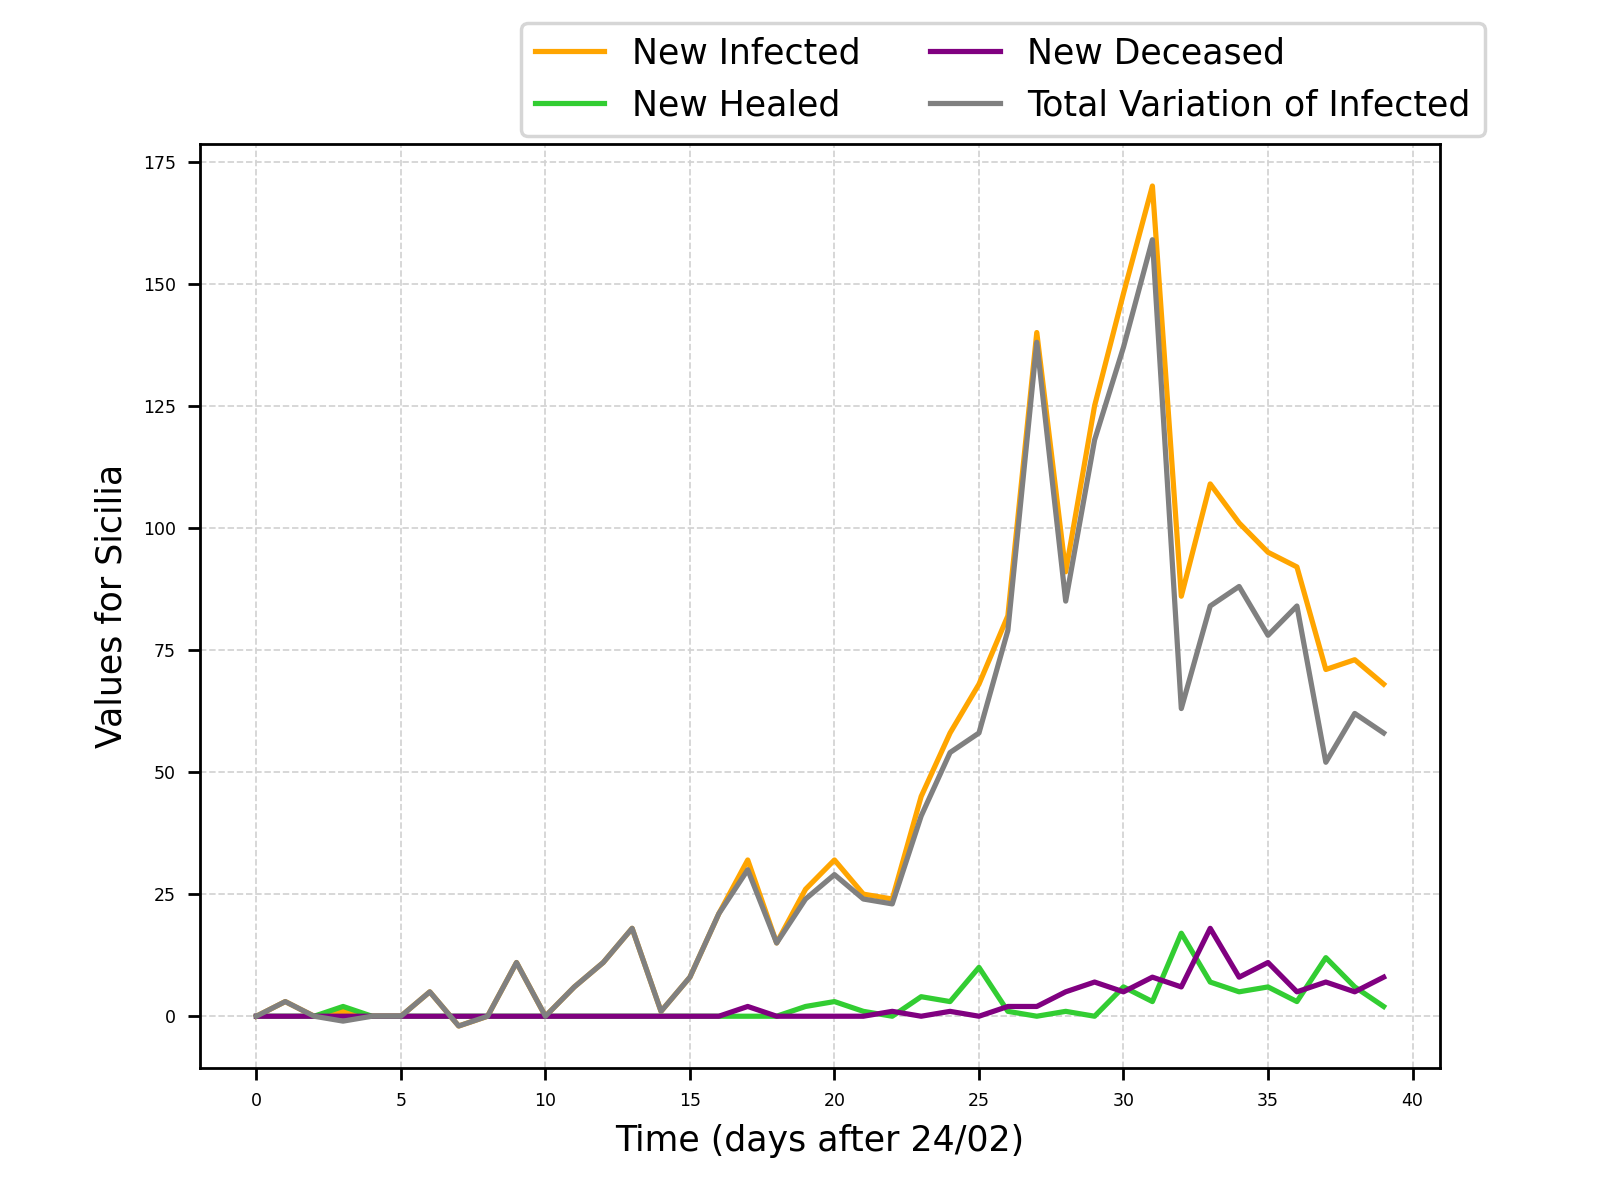 New Infected
New Healed
New Deceased
Total Variation of Infected
175
150
125
100
75
50
25
0
Values for Sicilia
0 5 10 15 20 25 30 35 40
Time (days after 24/02)